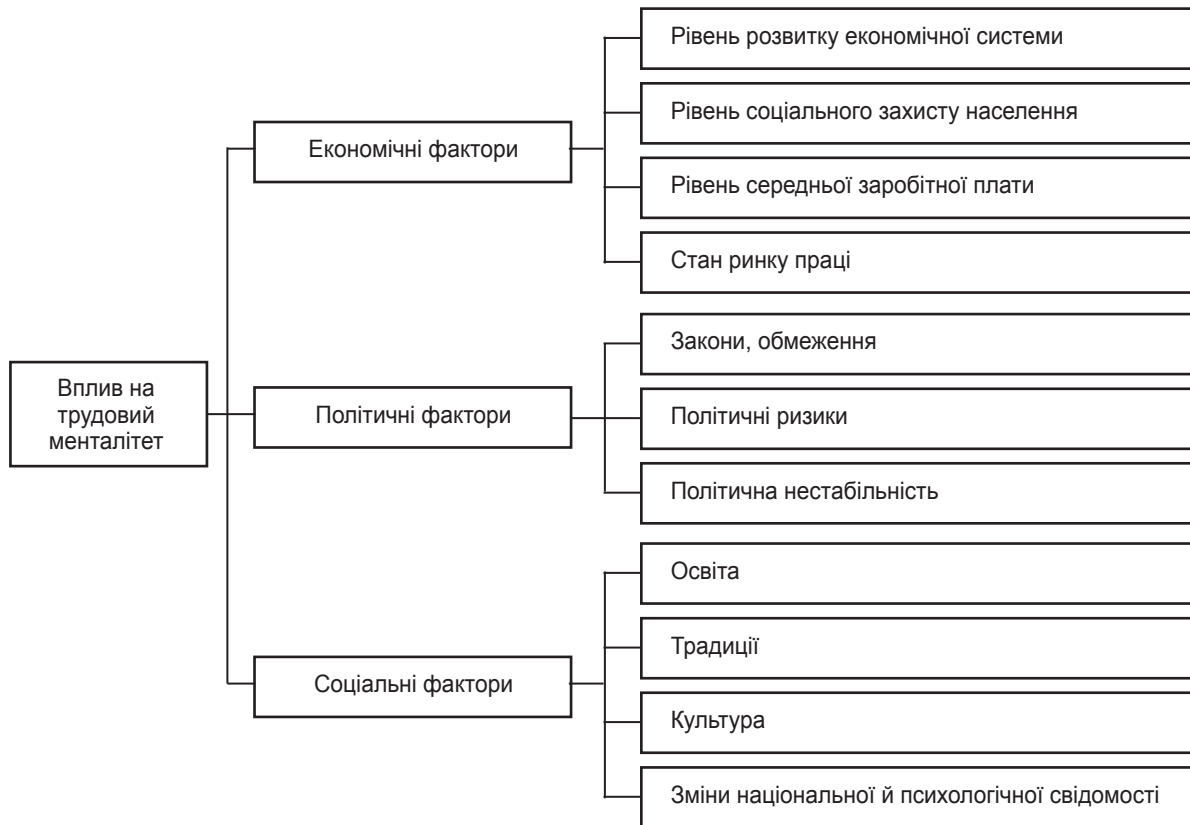 Вплив на
трудовий
менталітет
Економічні фактори
Рівень розвитку економічної системи
Рівень соціального захисту населення
Рівень середньої заробітної плати
Стан ринку праці
Політичні фактори
Закони, обмеження
Політичні ризики
Політична нестабільність
Соціальні фактори
Освіта
Традиції
Культура
Зміни національної й психологічної свідомості